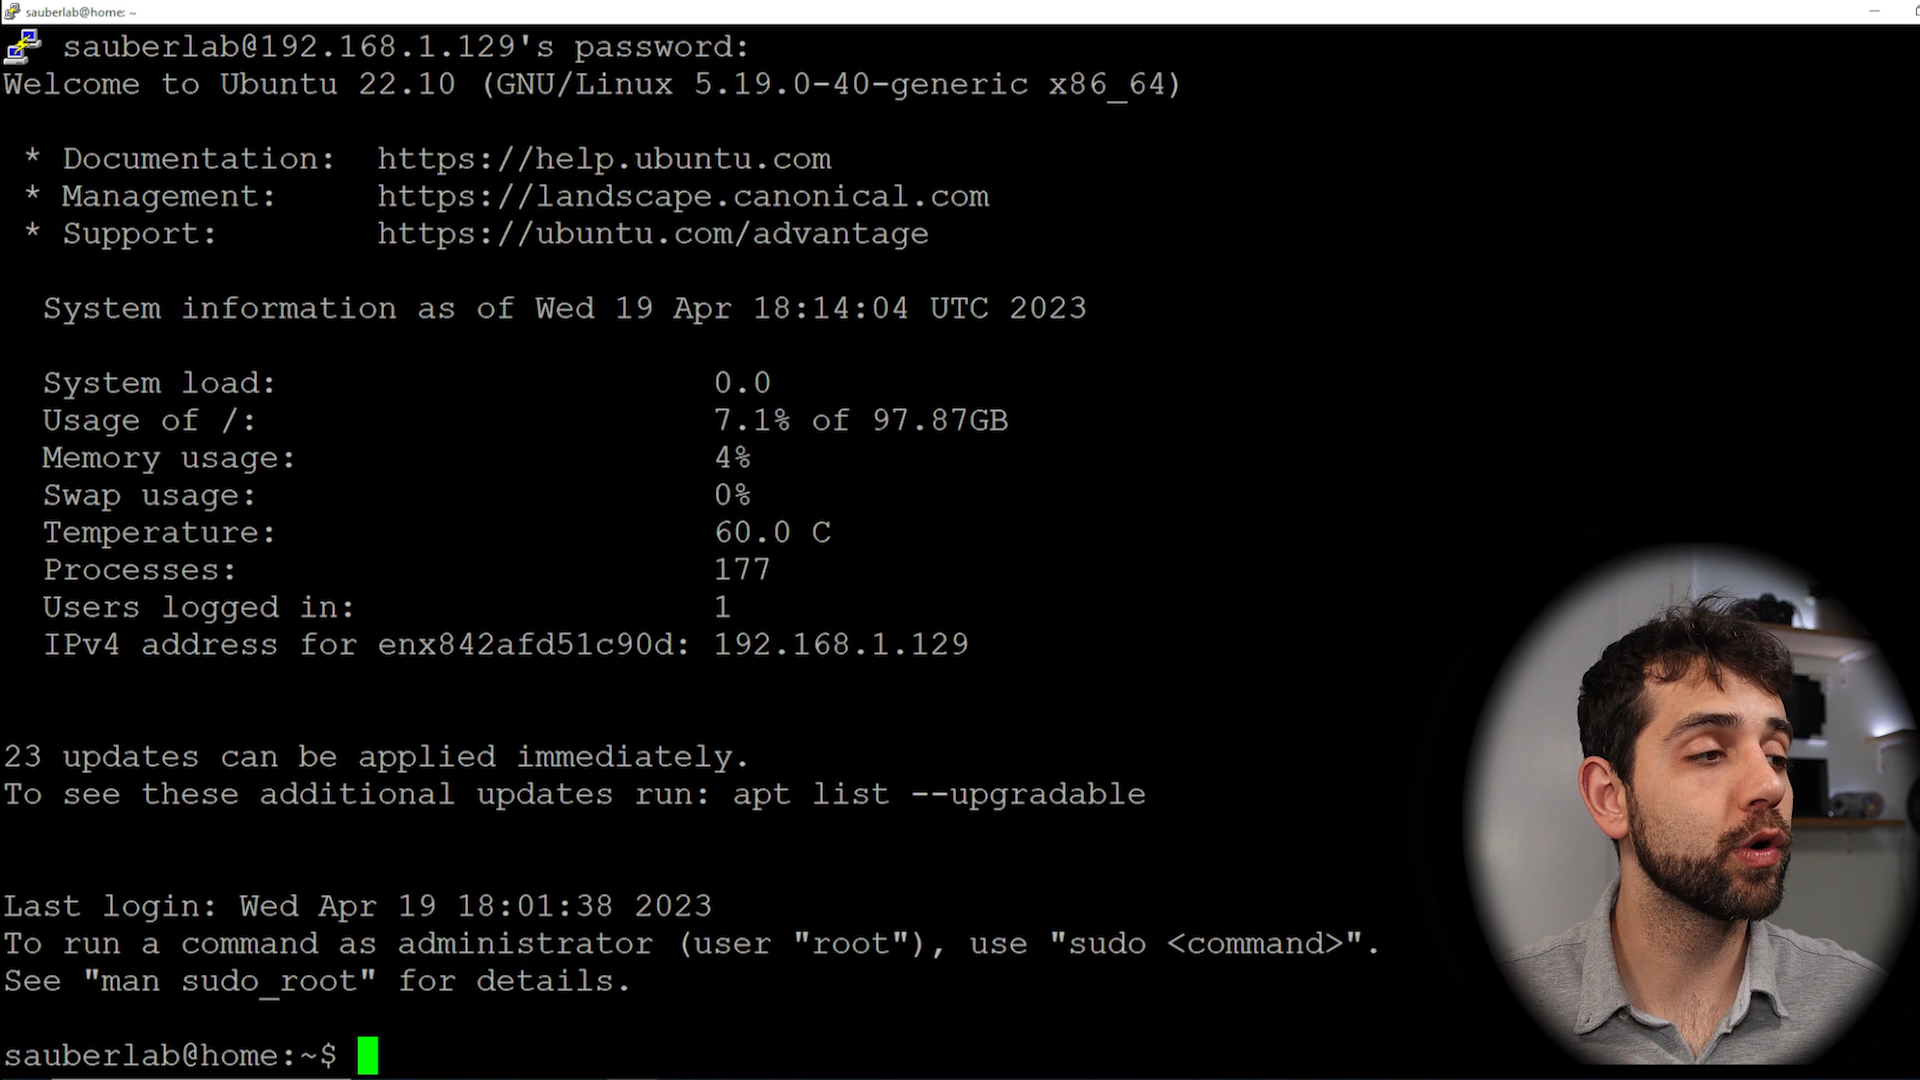 sauberlab@home: ~
sauberlab@192.168.1.129's password:
Welcome to Ubuntu 22.10 (GNU/Linux 5.19.0-40-generic x86_64)
* Documentation: https://help.ubuntu.com
* Management: https://landscape.canonical.com
* Support: https://ubuntu.com/advantage
System information as of Wed 19 Apr 18:14:04 UTC 2023
System load: 0.0
Usage of /: 7.1% of 97.87GB
Memory usage: 4%
Swap usage: 0%
Temperature: 60.0 C
Processes: 177
Users logged in: 1
IPv4 address for enx842afd51c90d: 192.168.1.129
23 updates can be applied immediately.
To see these additional updates run: apt list --upgradable
Last login: Wed Apr 19 18:01:38 2023
To run a command as administrator (user "root"), use "sudo <command>".
See "man sudo_root" for details.
sauberlab@home:~$